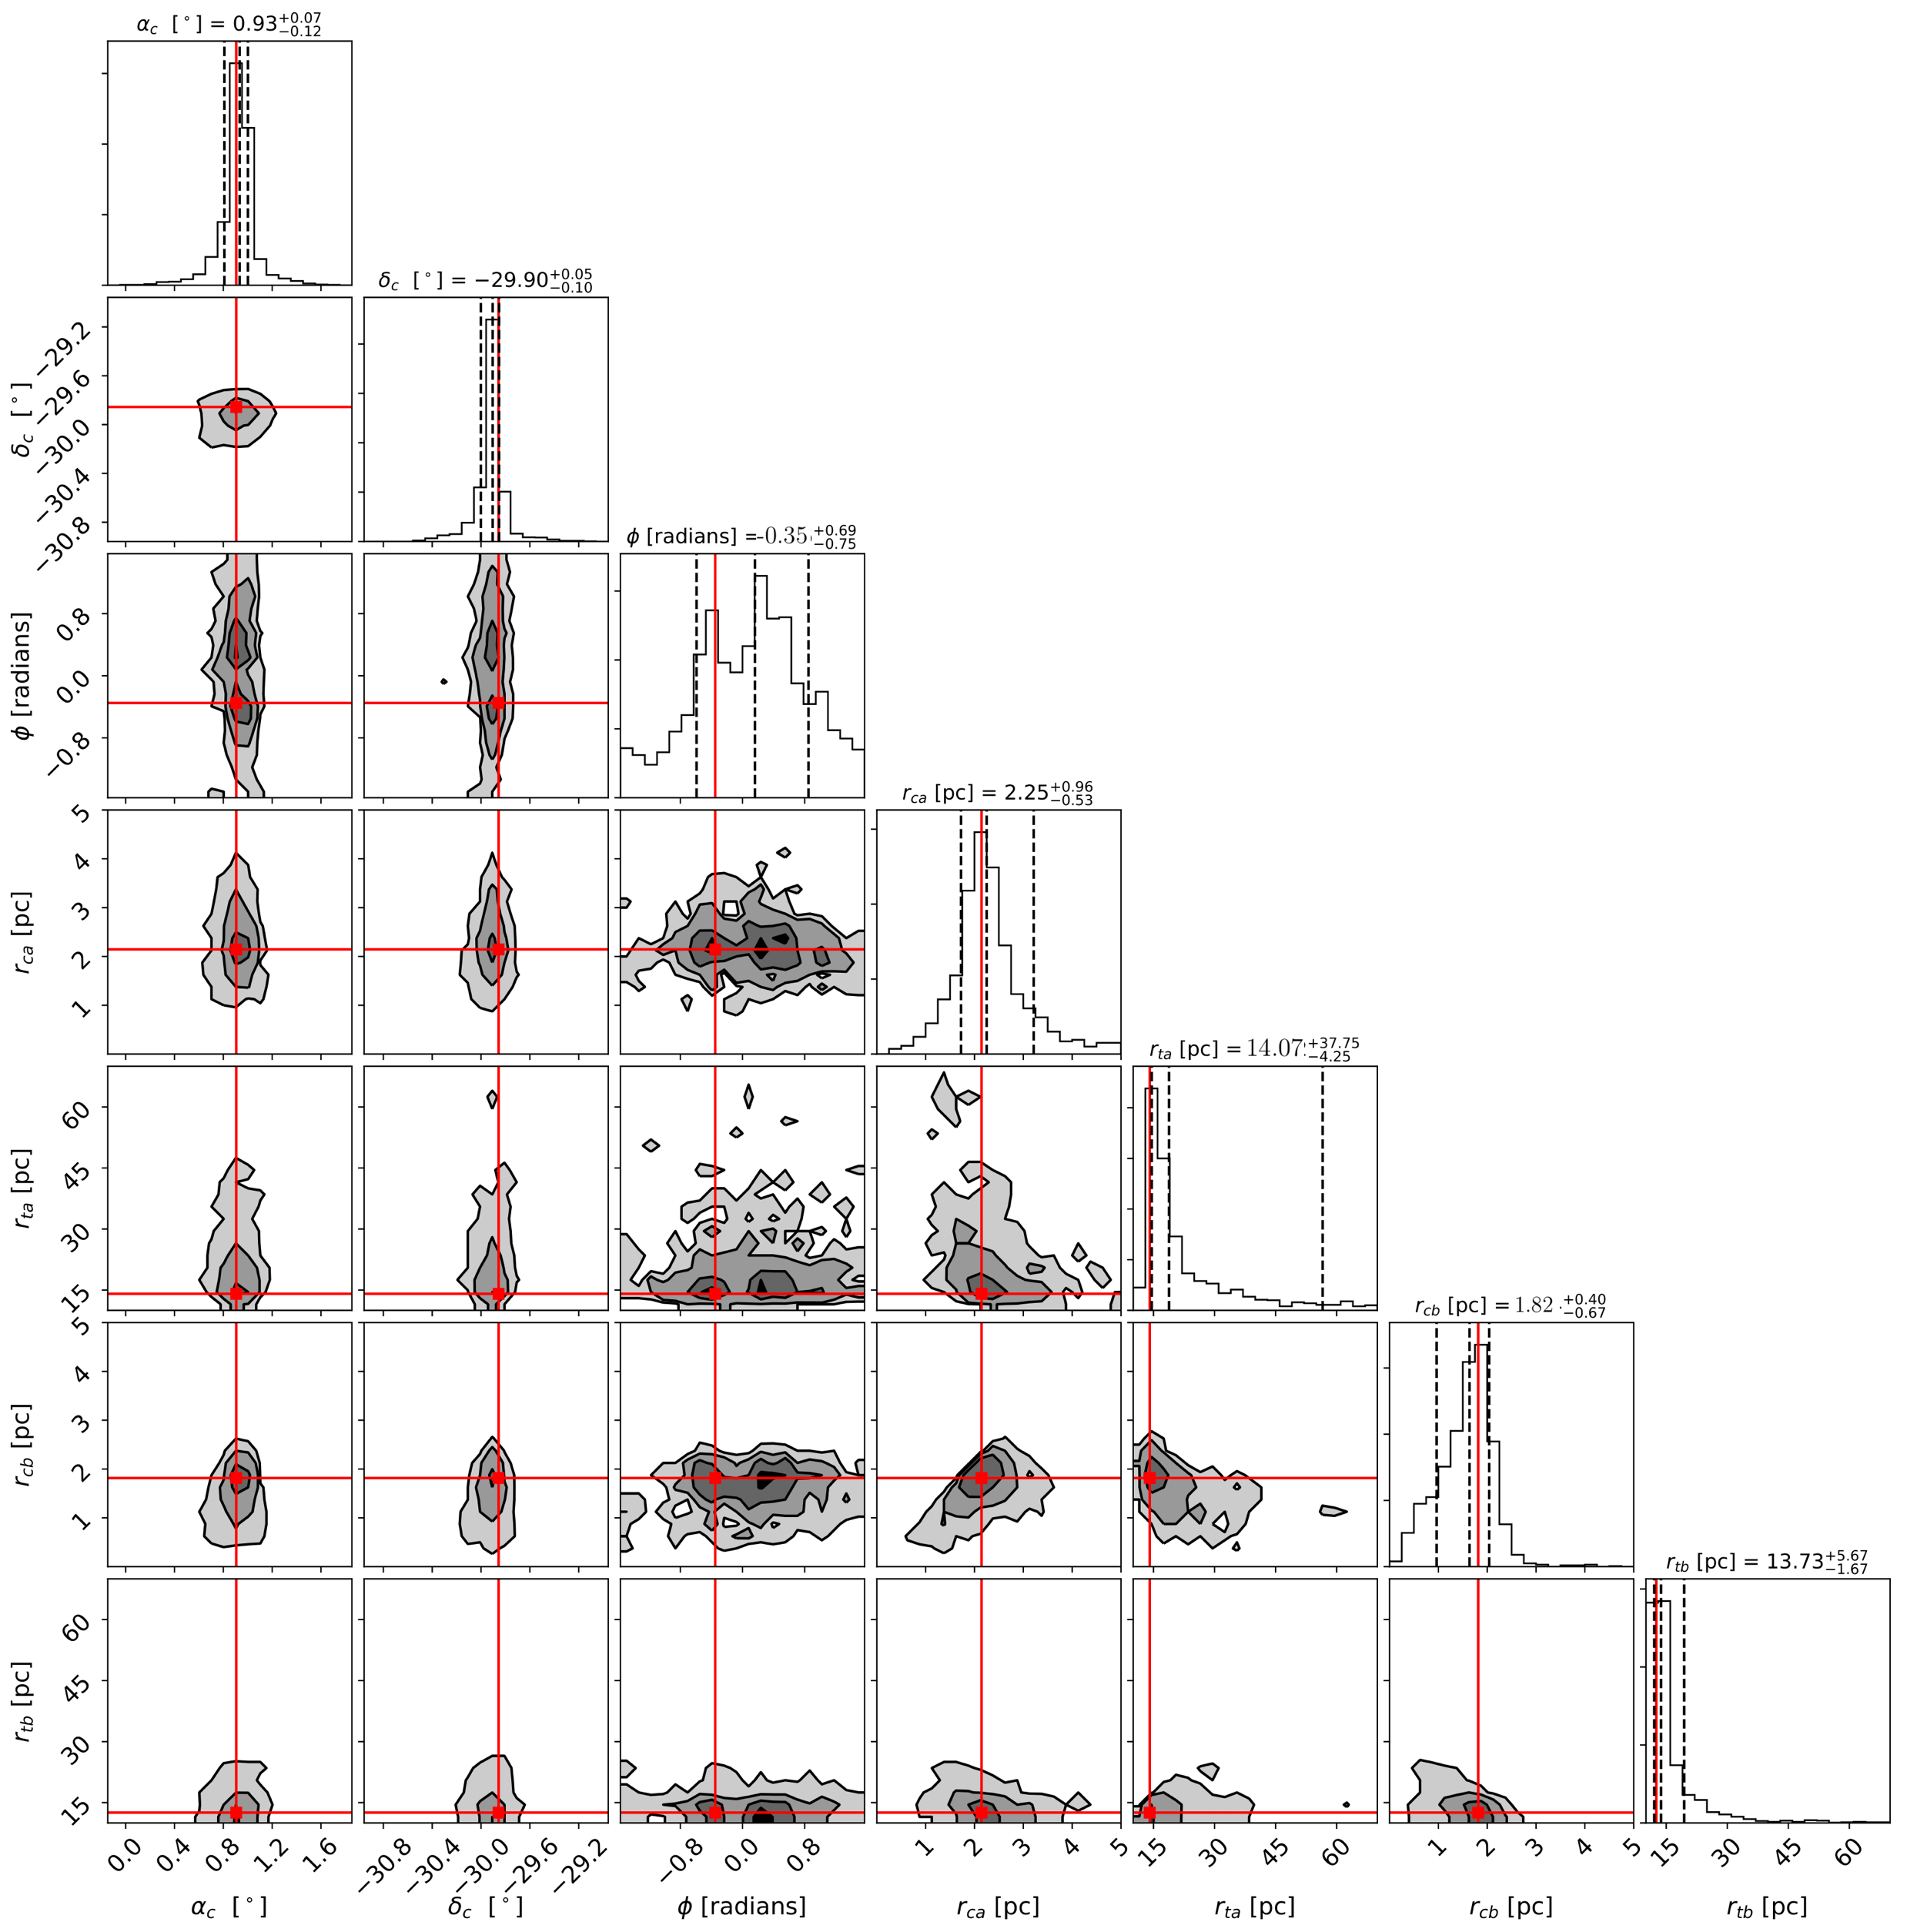 α_c [°] = 0.93 +0.07 −0.12
δ_c [°] = −29.90 +0.05 −0.10
−29.2
−29.6
−30.0
−30.4
−30.8
δ_c [°]
ϕ [radians] =-0.35 +0.69 −0.75
0.8
0.0
−0.8
ϕ [radians]
r_ca [pc] = 2.25 +0.96 −0.53
5
4
3
2
1
r_ca [pc]
r_ta [pc] = 14.07 +37.75 −4.25
60
45
30
15
r_ta [pc]
r_cb [pc] = 1.82 +0.40 −0.67
5
4
3
2
1
r_cb [pc]
r_tb [pc] = 13.73 +5.67 −1.67
60
45
30
15
r_tb [pc]
0.0 0.4 0.8 1.2 1.6 −30.8 −30.4 −30.0 −29.6 −29.2 −0.8 0.0 0.8 1 2 3 4 5 15 30 45 60 1 2 3 4 5 15 30 45 60
α_c [°] δ_c [°] ϕ [radians] r_ca [pc] r_ta [pc] r_cb [pc] r_tb [pc]